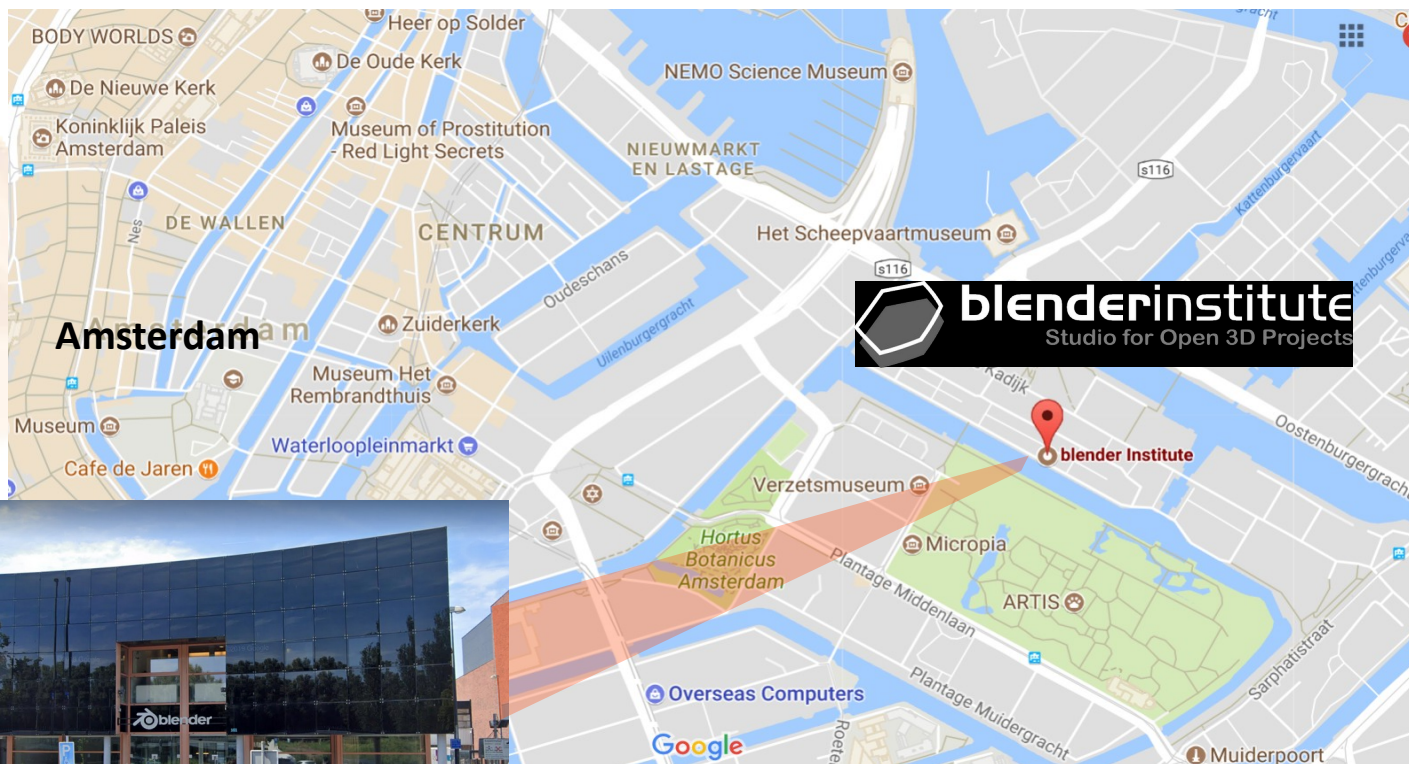 Heer op Solder
BODY WORLDS
De Oude Kerk
NEMO Science Museum
De Nieuwe Kerk
Koninklijk Paleis
Amsterdam
Museum of Prostitution
- Red Light Secrets
NIEUWMARKT
EN LASTAGE
s116
Kattenburgervaart
Nes
DE WALLEN
CENTRUM
Het Scheepvaartmuseum
s116
Oudeschans
Uilenburgergracht
blenderinstitute
Studio for Open 3D Projects
Amsterdam
Amsterdam
Zuiderkerk
Museum Het
Rembrandthuis
Kadijk
Museum
Waterloopleinmarkt
Cafe de Jaren
blender Institute
Oostenburgergracht
Verzetsmuseum
Hortus
Botanicus
Amsterdam
Micropia
Plantage Middenlaan
ARTIS
Sarphatistraat
Overseas Computers
Plantage Muidergracht
blender
P
Google
Roete
Muiderpoort